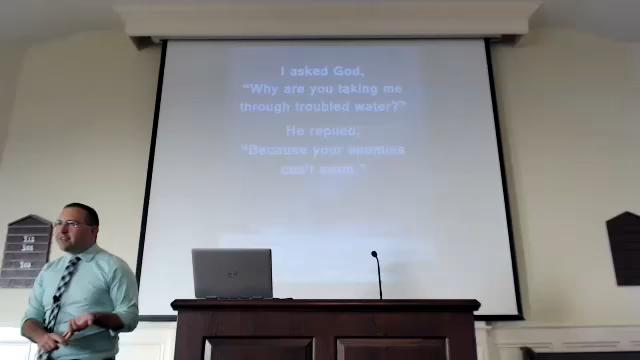 I asked God,
“Why are you taking me
through troubled water?”
He replied,
“Because your enemies
can't swim.”